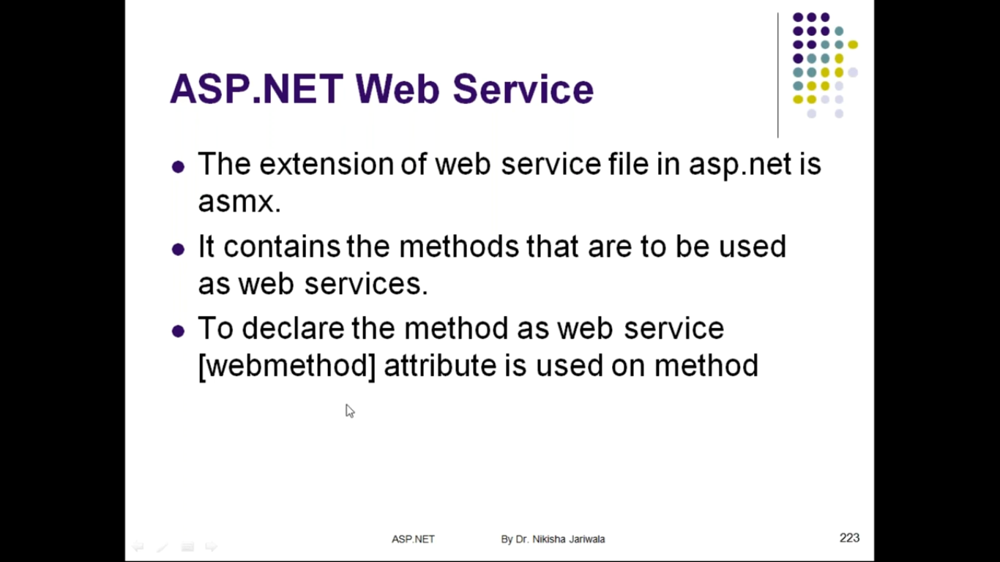 ASP.NET Web Service
The extension of web service file in asp.net is
asmx.
It contains the methods that are to be used
as web services.
To declare the method as web service
[webmethod] attribute is used on method
ASP.NET By Dr. Nikisha Jariwala 223